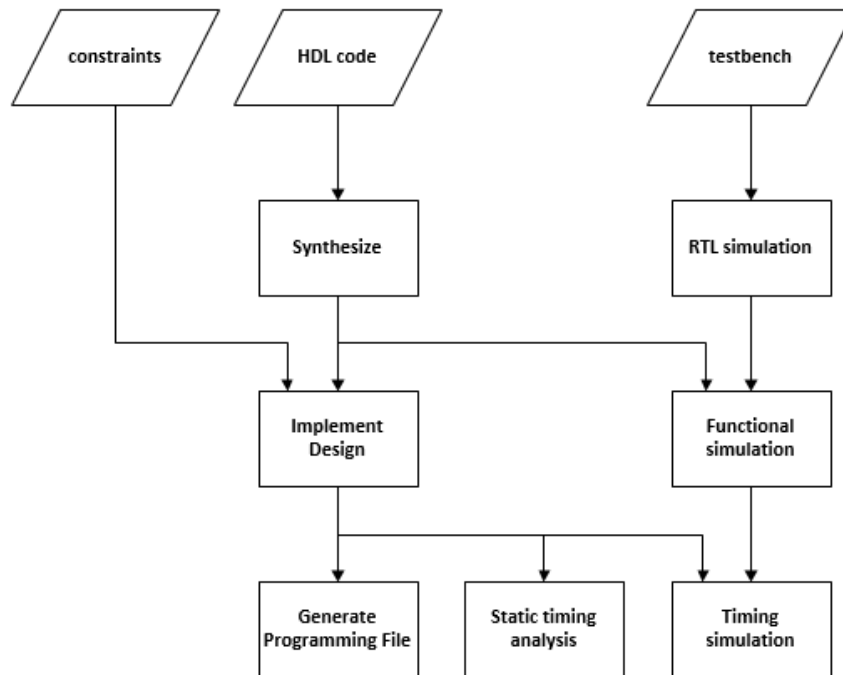 constraints
HDL code
testbench
Synthesize
RTL simulation
Implement
Design
Functional
simulation
Generate
Programming File
Static timing
analysis
Timing
simulation